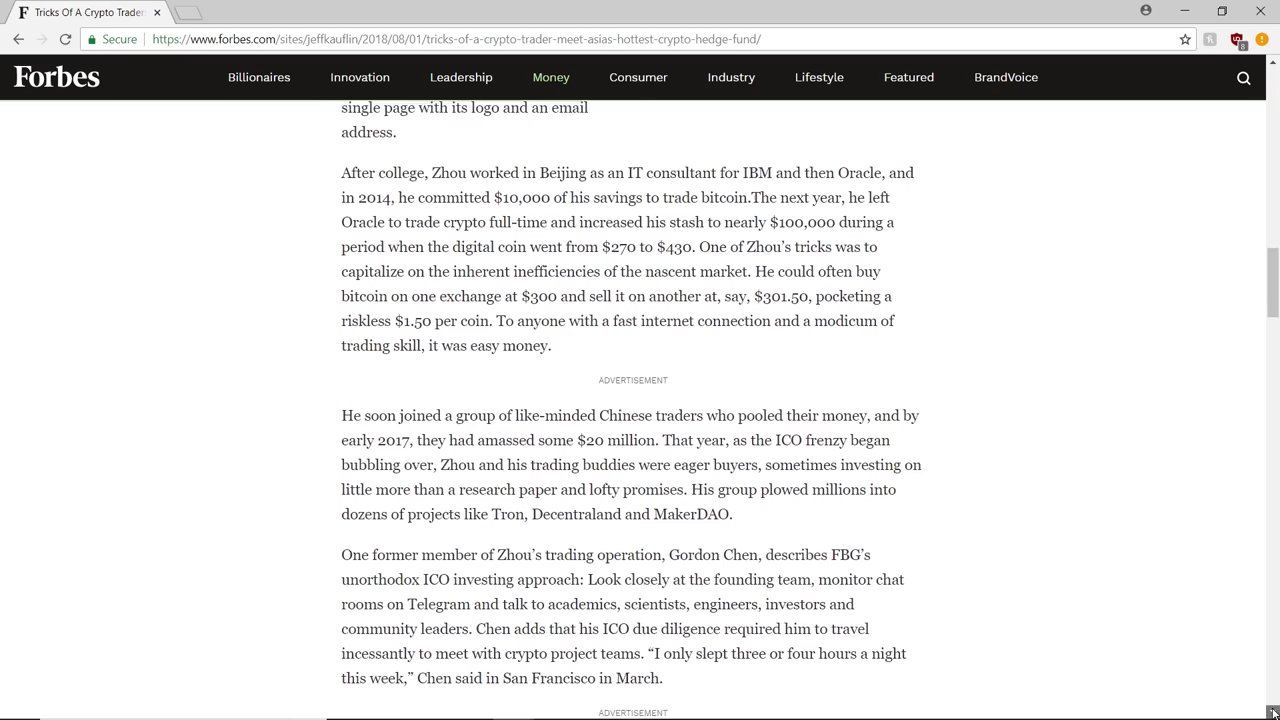 F Tricks Of A Crypto Trader
Secure https://www.forbes.com/sites/jeffkauflin/2018/08/01/tricks-of-a-crypto-trader-meet-asias-hottest-crypto-hedge-fund/
8
Forbes Billionaires Innovation Leadership Money Consumer Industry Lifestyle Featured BrandVoice
single page with its logo and an email
address.
After college, Zhou worked in Beijing as an IT consultant for IBM and then Oracle, and
in 2014, he committed $10,000 of his savings to trade bitcoin.The next year, he left
Oracle to trade crypto full-time and increased his stash to nearly $100,000 during a
period when the digital coin went from $270 to $430. One of Zhou’s tricks was to
capitalize on the inherent inefficiencies of the nascent market. He could often buy
bitcoin on one exchange at $300 and sell it on another at, say, $301.50, pocketing a
riskless $1.50 per coin. To anyone with a fast internet connection and a modicum of
trading skill, it was easy money.
ADVERTISEMENT
He soon joined a group of like-minded Chinese traders who pooled their money, and by
early 2017, they had amassed some $20 million. That year, as the ICO frenzy began
bubbling over, Zhou and his trading buddies were eager buyers, sometimes investing on
little more than a research paper and lofty promises. His group plowed millions into
dozens of projects like Tron, Decentraland and MakerDAO.
One former member of Zhou’s trading operation, Gordon Chen, describes FBG’s
unorthodox ICO investing approach: Look closely at the founding team, monitor chat
rooms on Telegram and talk to academics, scientists, engineers, investors and
community leaders. Chen adds that his ICO due diligence required him to travel
incessantly to meet with crypto project teams. “I only slept three or four hours a night
this week,” Chen said in San Francisco in March.
ADVERTISEMENT